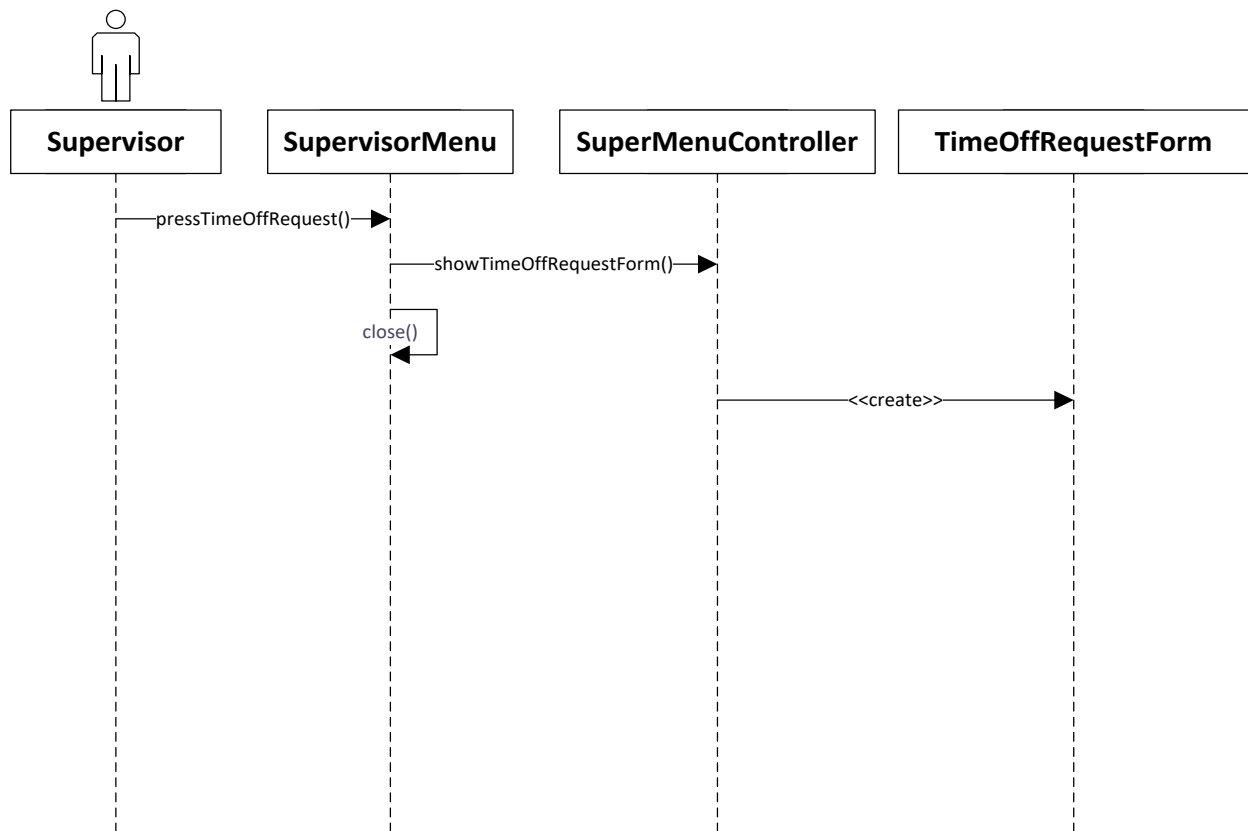 Supervisor
SupervisorMenu
SuperMenuController
TimeOffRequestForm
pressTimeOffRequest()
showTimeOffRequestForm()
close()
<<create>>